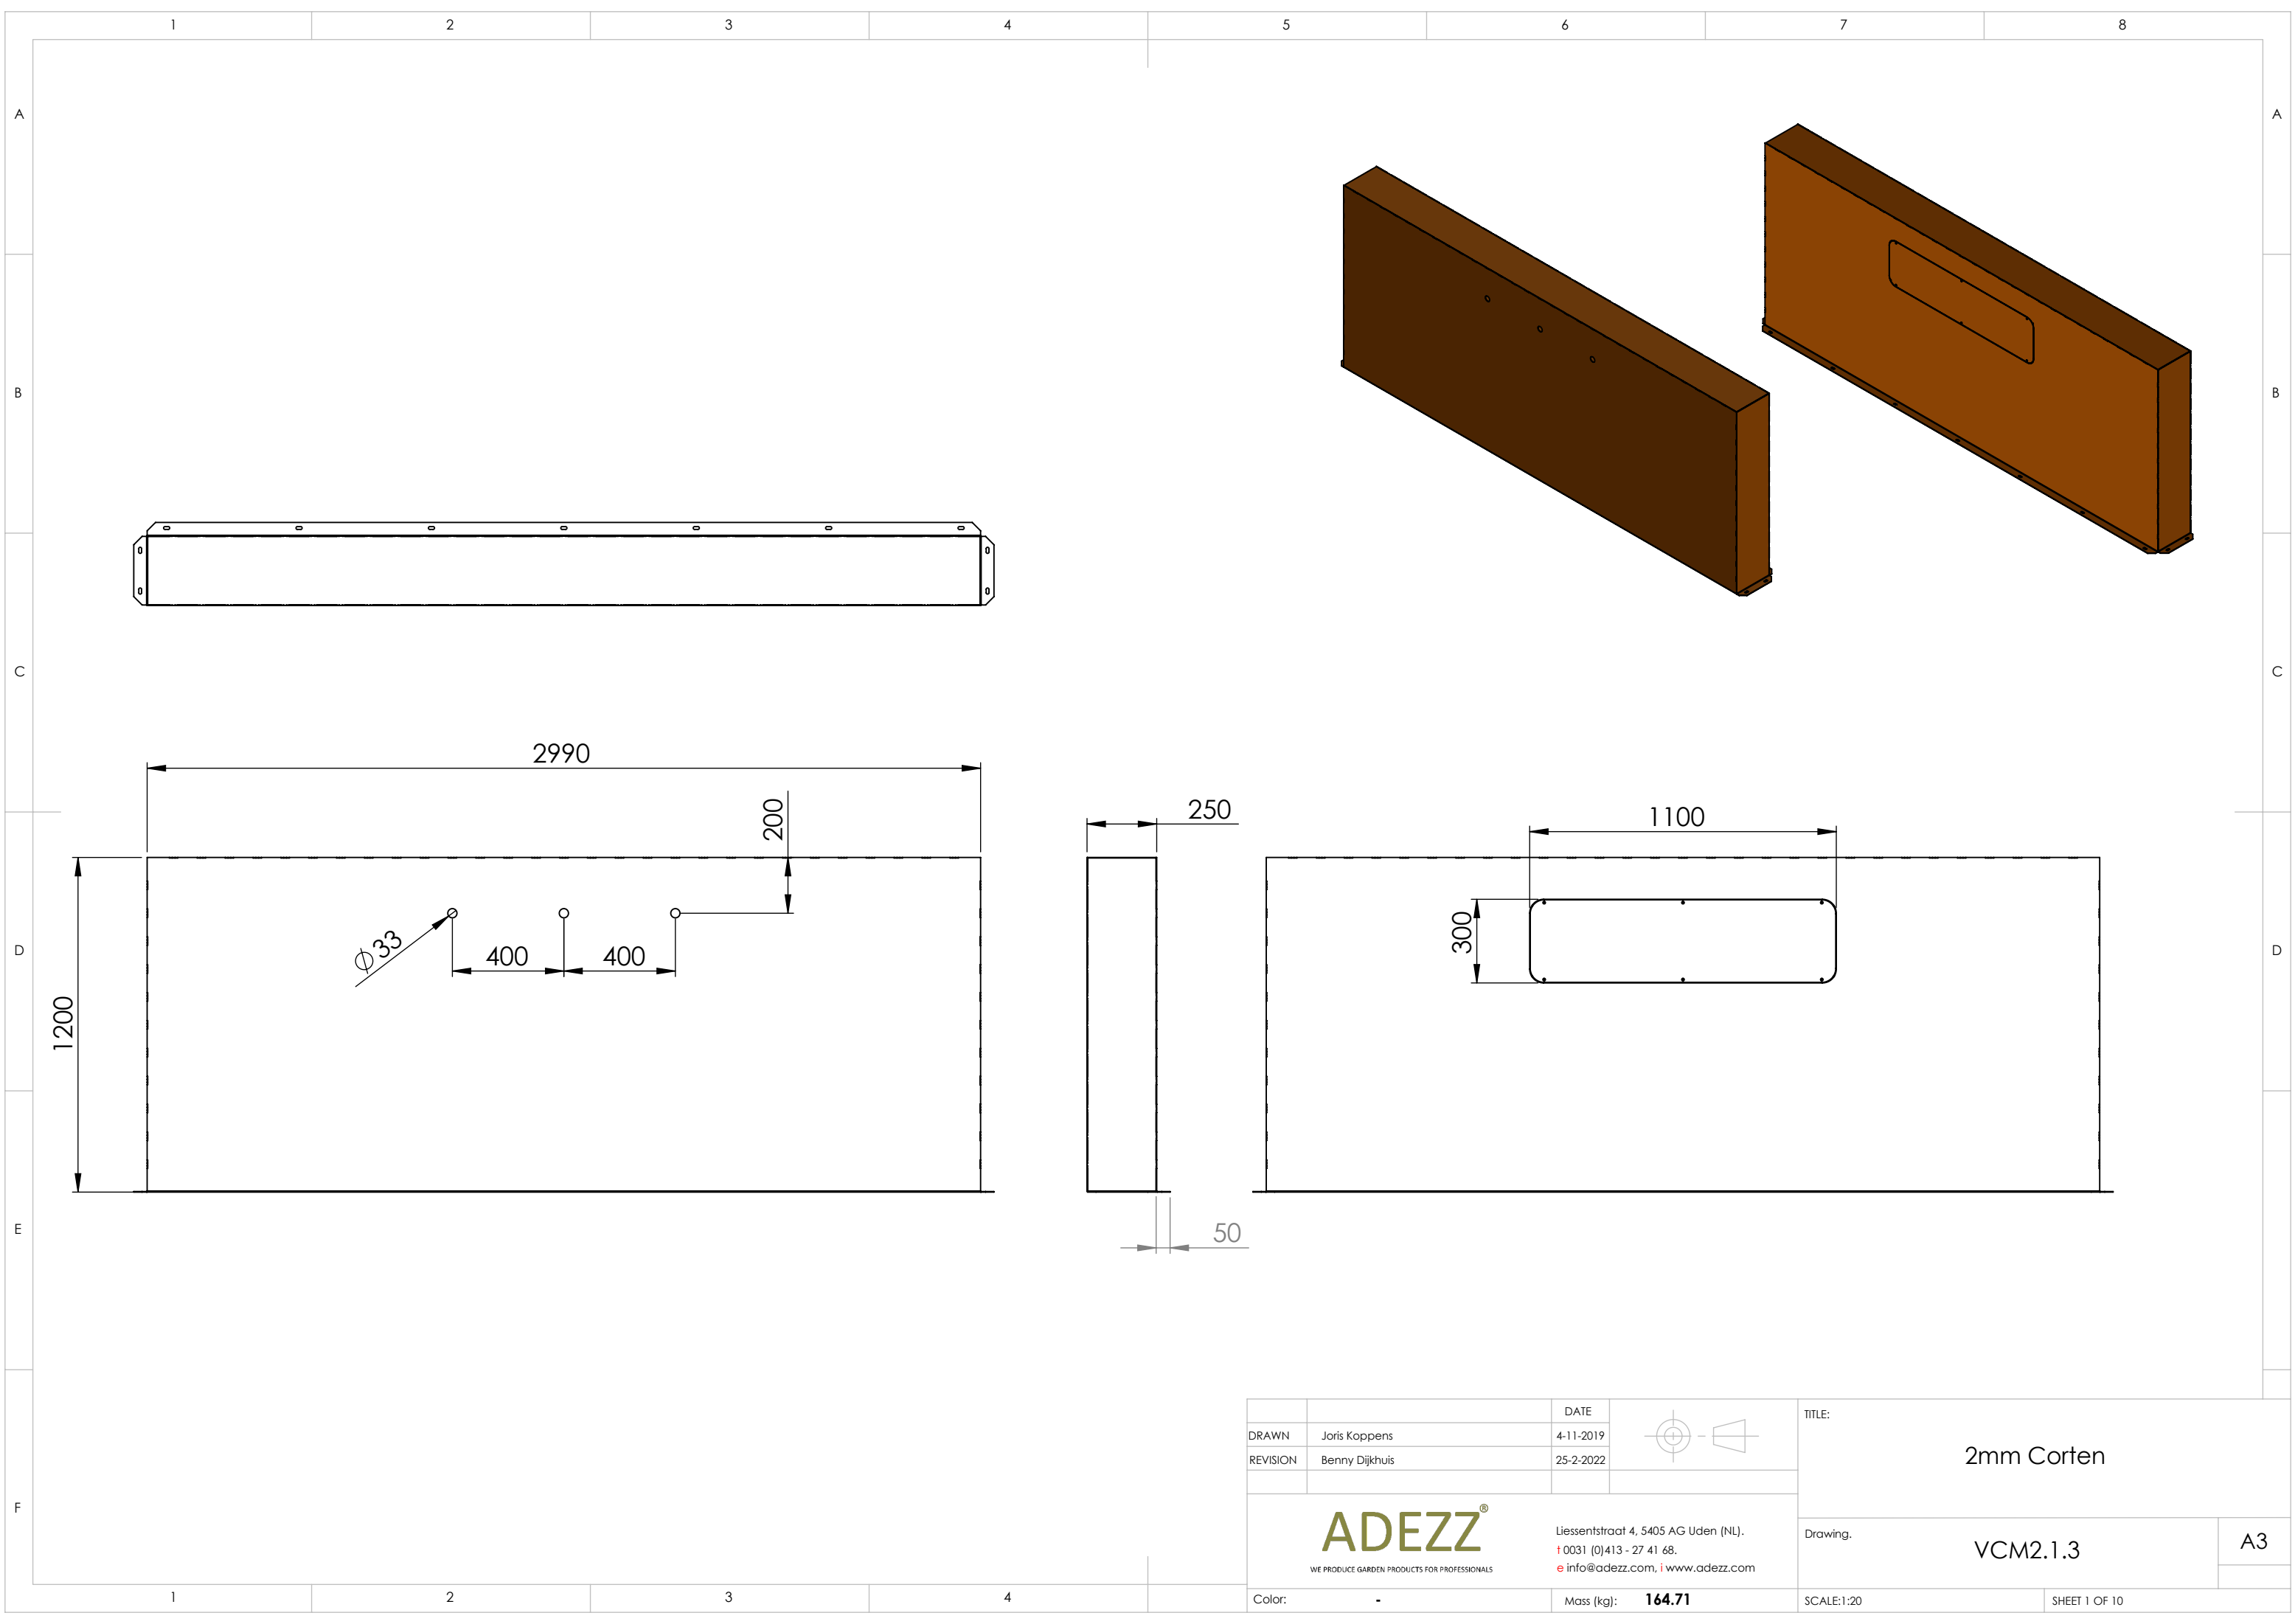 1 2 3 4 5 6 7 8
A A
B B
C C
2990
200
250
1100
1200
Ø 33
400 400
300
D D
50
E
DATE
DRAWN Joris Koppens 4-11-2019
REVISION Benny Dijkhuis 25-2-2022
TITLE:
2mm Corten
F
ADEZZ®
WE PRODUCE GARDEN PRODUCTS FOR PROFESSIONALS
Liessentstraat 4, 5405 AG Uden (NL).
t 0031 (0)413 - 27 41 68.
e info@adezz.com, i www.adezz.com
Drawing.
VCM2.1.3
A3
1 2 3 4
Color: -
Mass (kg): 164.71
SCALE:1:20
SHEET 1 OF 10